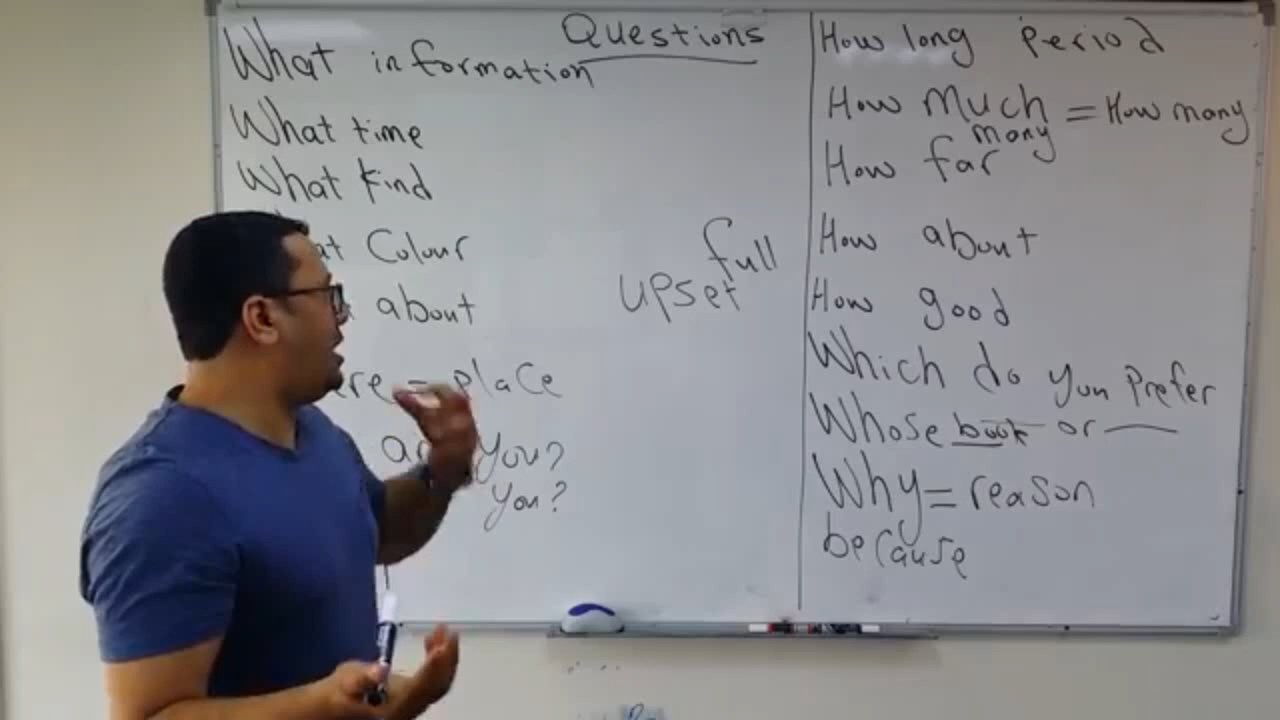 Questions
What information
What time
What kind
Colour
about
= place
you?
you?
full
upset
How long period
How much = How many
many
How far
How about
How good
Which do you prefer
Whose book or
Why = reason
because